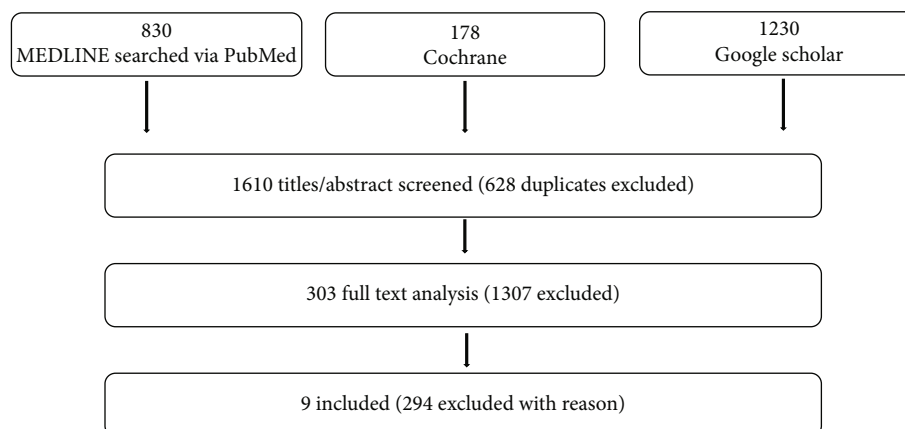 830
MEDLINE searched via PubMed
178
Cochrane
1230
Google scholar
1610 titles/abstract screened (628 duplicates excluded)
303 full text analysis (1307 excluded)
9 included (294 excluded with reason)